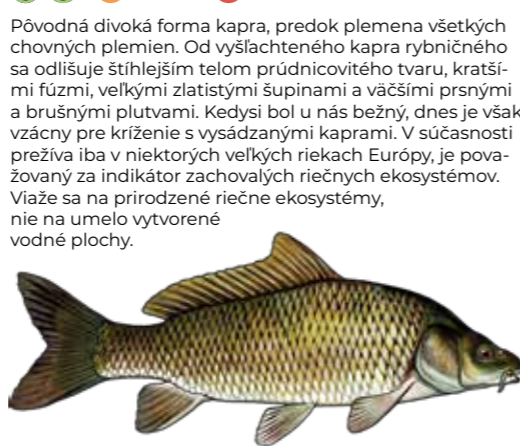 Pôvodná divoká forma kapra, predok plemena všetkých
chovných plemien. Od vyšľachteného kapra rybničného
sa odlišuje štíhlejším telom prúdnicovitého tvaru, kratší-
mi fúzmi, veľkými zlatistými šupinami a väčšími prsnými
a brušnými plutvami. Kedysi bol u nás bežný, dnes je však
vzácny pre kríženie s vysádzanými kaprami. V súčasnosti
prežíva iba v niektorých veľkých riekach Európy, je pova-
žovaný za indikátor zachovalých riečnych ekosystémov.
Viaže sa na prirodzené riečne ekosystémy,
nie na umelo vytvorené
vodné plochy.